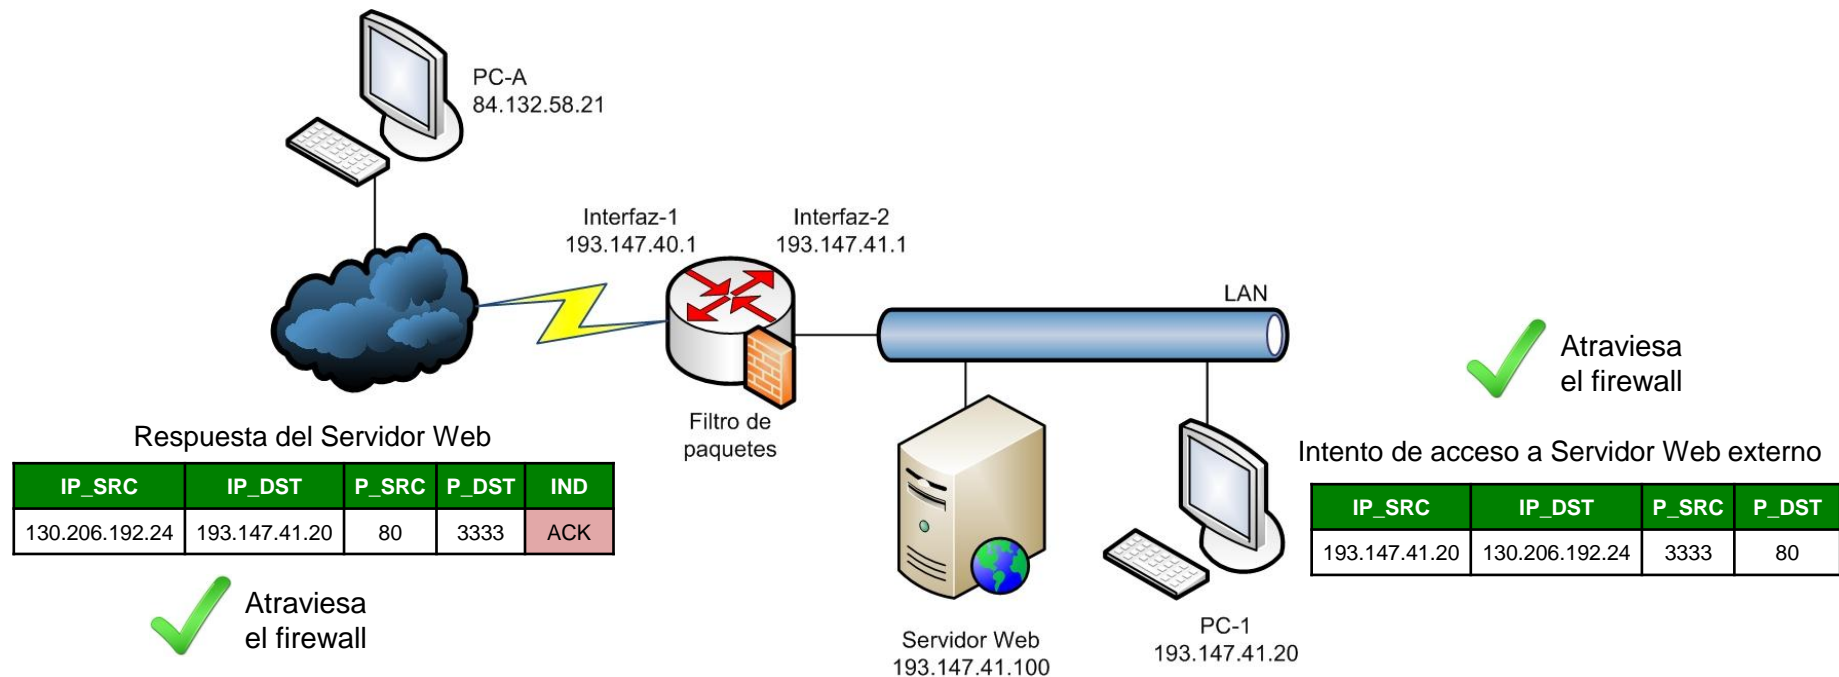 PC-A
84.132.58.21
Interfaz-1
193.147.40.1
Interfaz-2
193.147.41.1
LAN
Atraviesa
el firewall
Filtro de
paquetes
Respuesta del Servidor Web
IP_SRC IP_DST P_SRC P_DST IND
130.206.192.24 193.147.41.20 80 3333 ACK
Atraviesa
el firewall
Intento de acceso a Servidor Web externo
IP_SRC IP_DST P_SRC P_DST
193.147.41.20 130.206.192.24 3333 80
Servidor Web
193.147.41.100
PC-1
193.147.41.20